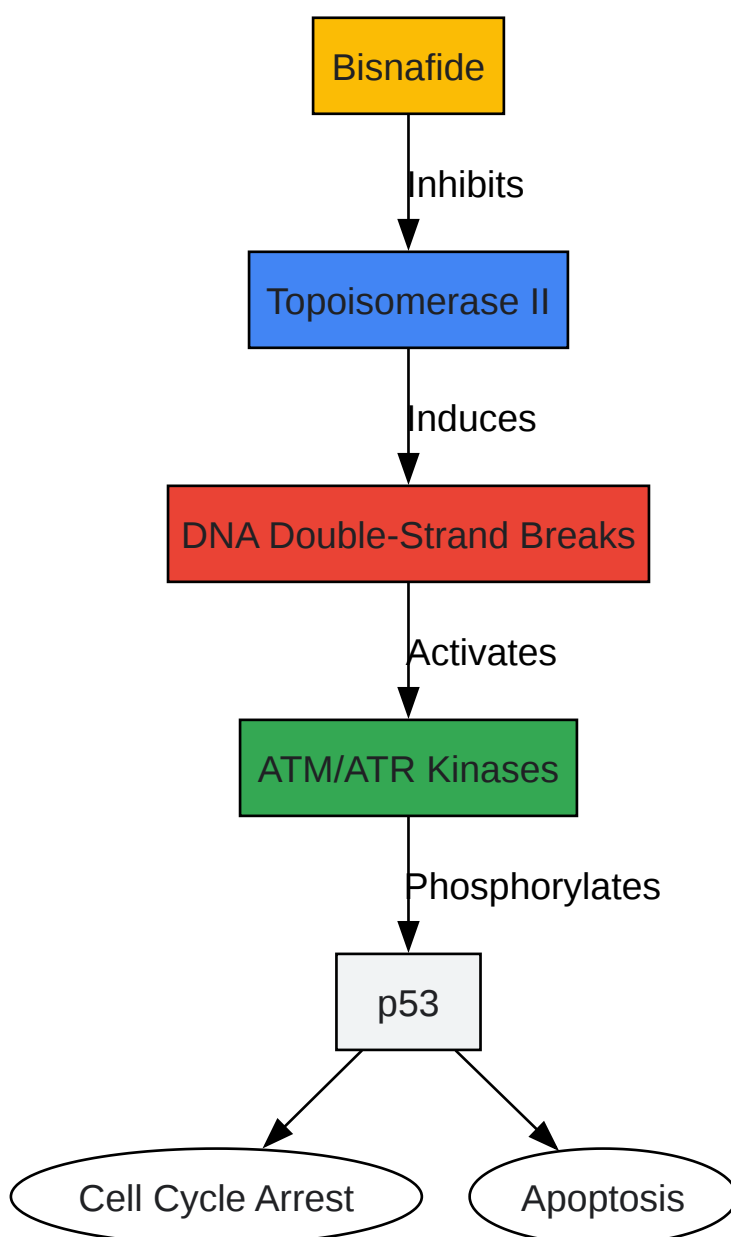 Bisnafide
Inhibits
Topoisomerase II
Induces
DNA Double-Strand Breaks
Activates
ATM/ATR Kinases
Phosphorylates
p53
Cell Cycle Arrest
Apoptosis